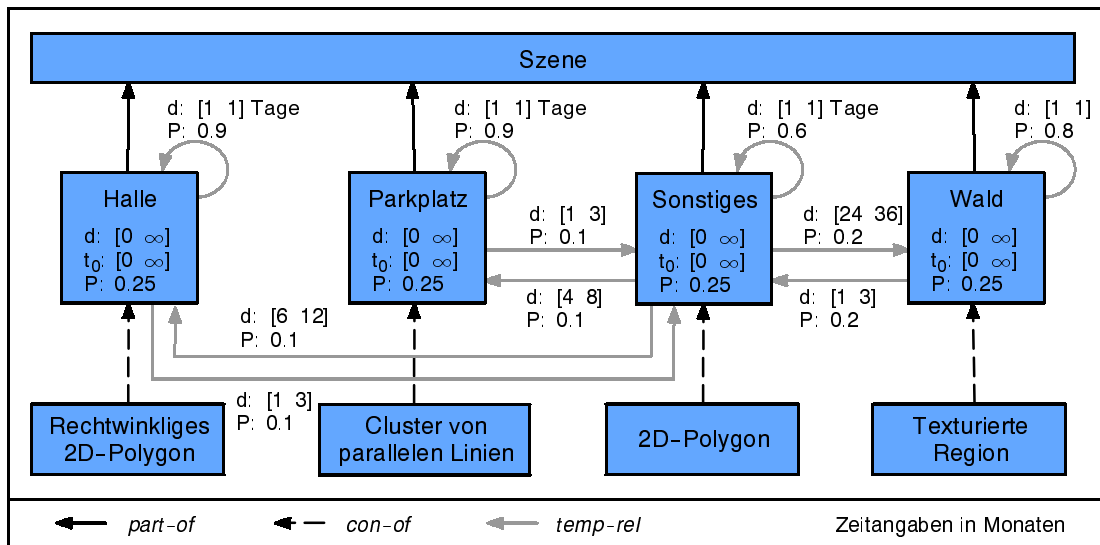 Szene
d: [1 1] Tage
P: 0.9
d: [1 1] Tage
P: 0.9
d: [1 1] Tage
P: 0.6
d: [1 1]
P: 0.8
Halle
d: [0 ∞]
t0: [0 ∞]
P: 0.25
Parkplatz
d: [0 ∞]
t0: [0 ∞]
P: 0.25
d: [1 3]
P: 0.1
d: [4 8]
P: 0.1
Sonstiges
d: [0 ∞]
t0: [0 ∞]
P: 0.25
d: [24 36]
P: 0.2
d: [1 3]
P: 0.2
Wald
d: [0 ∞]
t0: [0 ∞]
P: 0.25
d: [6 12]
P: 0.1
d: [1 3]
P: 0.1
Rechtwinkliges
2D-Polygon
Cluster von
parallelen Linien
2D-Polygon
Texturierte
Region
part-of
con-of
temp-rel
Zeitangaben in Monaten